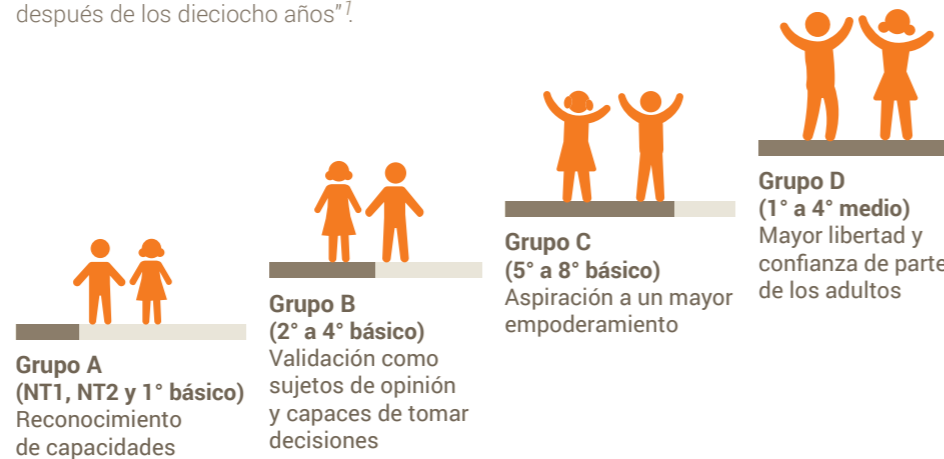 después de los dieciocho años"1.
Grupo A
(NT1, NT2 y 1° básico)
Reconocimiento
de capacidades
Grupo B
(2° a 4° básico)
Validación como
sujetos de opinión
y capaces de tomar
decisiones
Grupo C
(5° a 8° básico)
Aspiración a un mayor
empoderamiento
Grupo D
(1° a 4° medio)
Mayor libertad y
confianza de parte
de los adultos